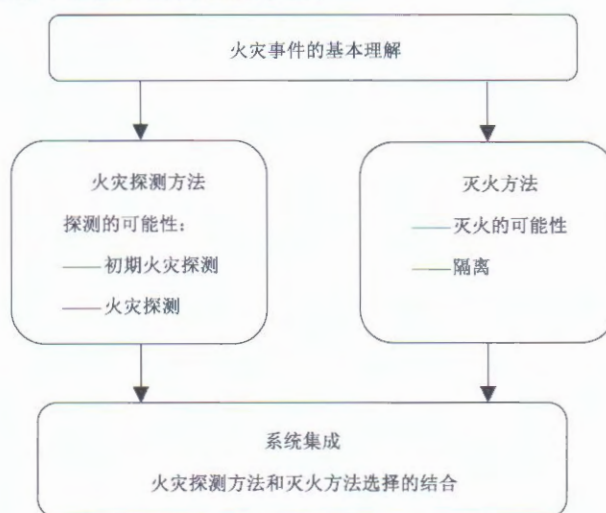 火灾事件的基本理解
火灾探测方法
探测的可能性：
——初期火灾探测
——火灾探测
灭火方法
——灭火的可能性
——隔离
系统集成
火灾探测方法和灭火方法选择的结合